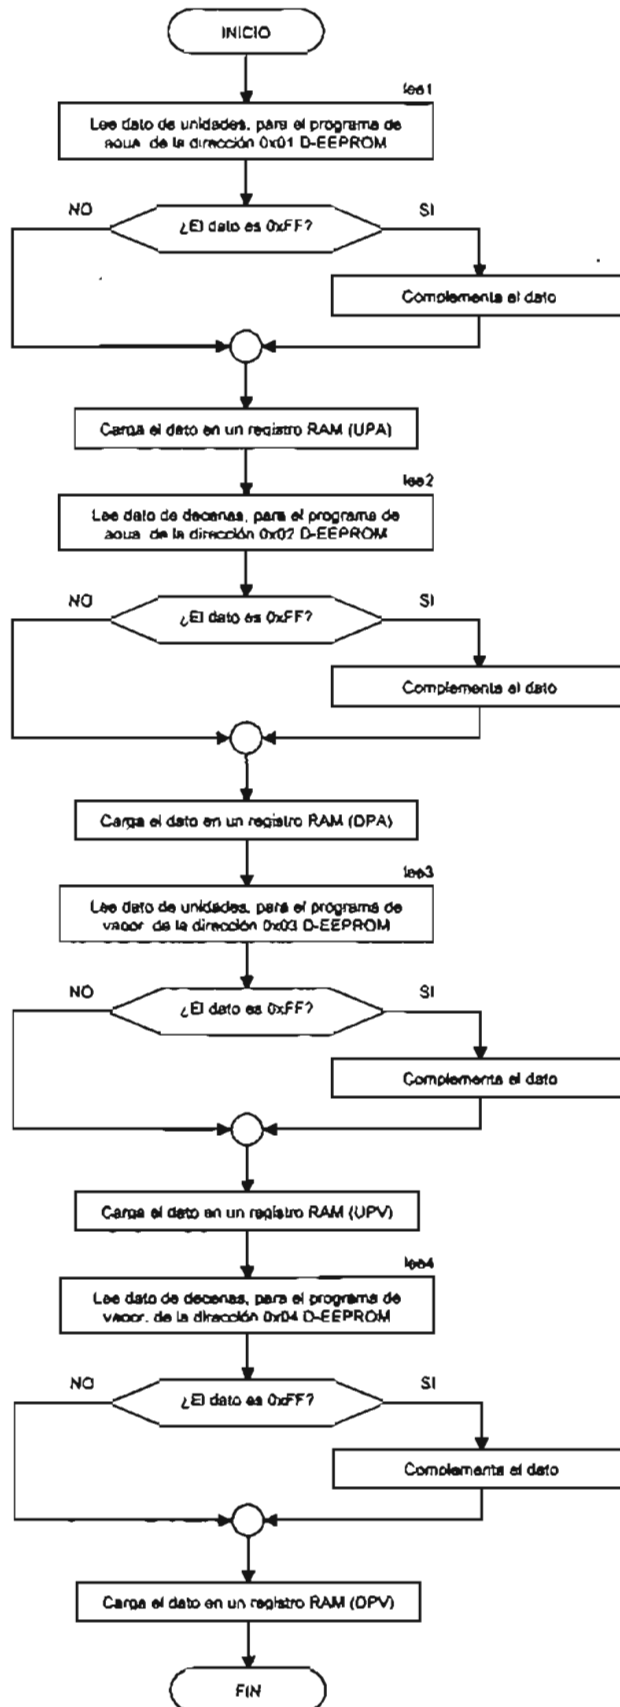 INICIO
lee1
Lee dato de unidades, para el programa de
agua, de la dirección 0x01 D-EEPROM
NO
¿El dato es 0xFF?
SI
Complementa el dato
Carga el dato en un registro RAM (UPA)
lee2
Lee dato de decenas, para el programa de
agua, de la dirección 0x02 D-EEPROM
NO
¿El dato es 0xFF?
SI
Complementa el dato
Carga el dato en un registro RAM (DPA)
lee3
Lee dato de unidades, para el programa de
vapor, de la dirección 0x03 D-EEPROM
NO
¿El dato es 0xFF?
SI
Complementa el dato
Carga el dato en un registro RAM (UPV)
lee4
Lee dato de decenas, para el programa de
vapor, de la dirección 0x04 D-EEPROM
NO
¿El dato es 0xFF?
SI
Complementa el dato
Carga el dato en un registro RAM (DPV)
FIN